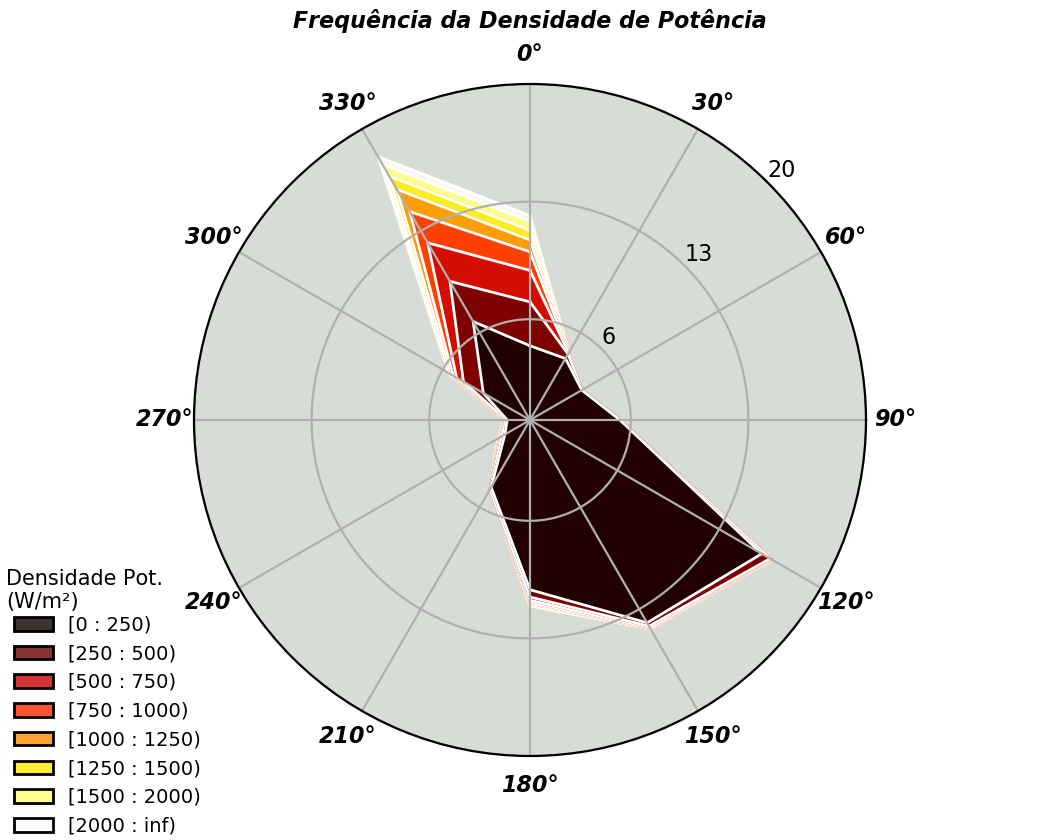 Frequência da Densidade de Potência
0°
330°
30°
20
300°
60°
13
6
270°
90°
240°
120°
210°
150°
180°
Densidade Pot.
(W/m²)
[0 : 250)
[250 : 500)
[500 : 750)
[750 : 1000)
[1000 : 1250)
[1250 : 1500)
[1500 : 2000)
[2000 : inf)